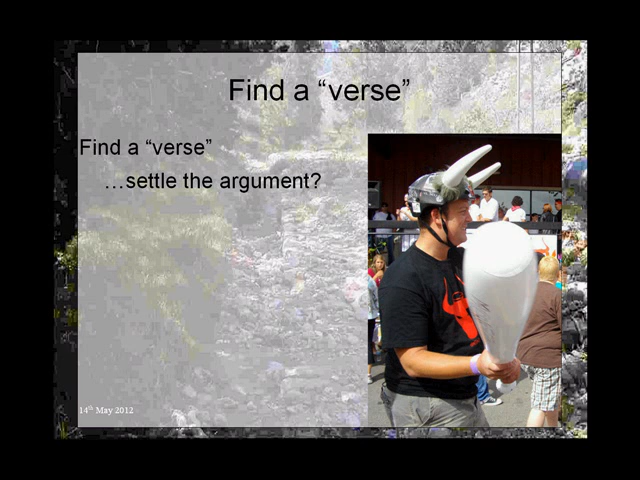 Find a “verse”
Find a “verse”
…settle the argument?
14th May 2012